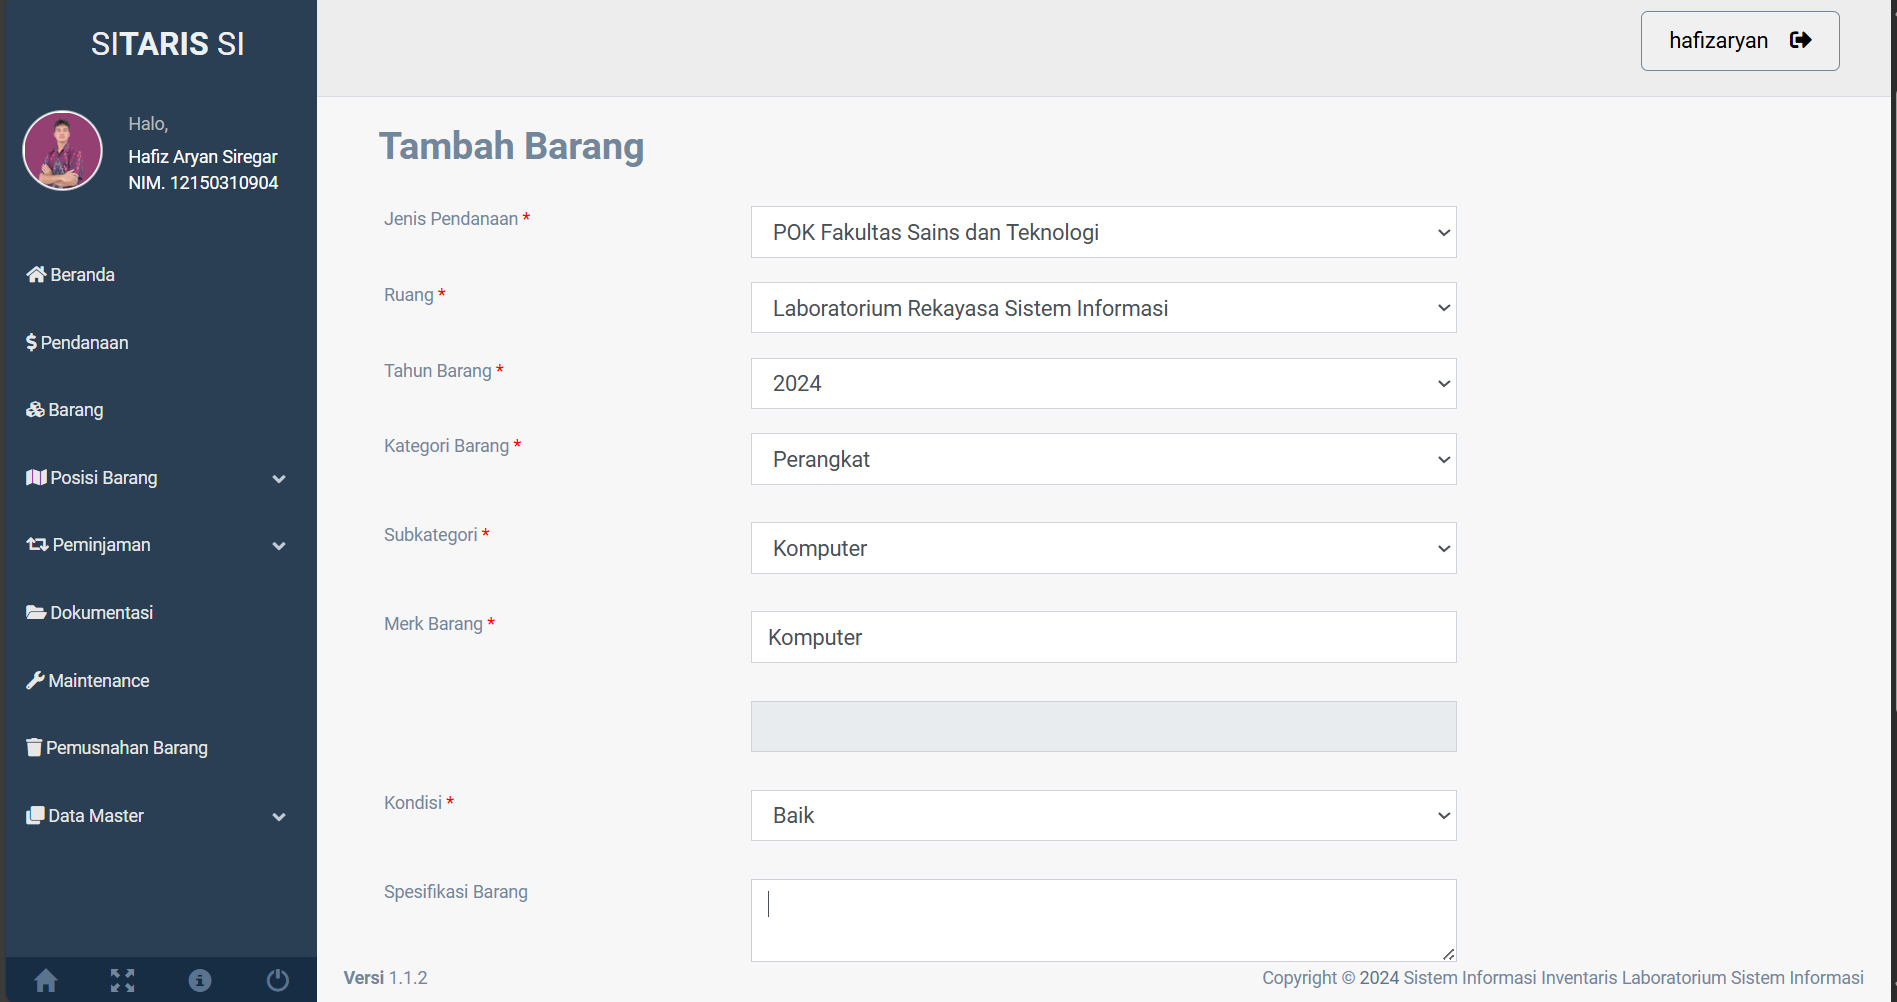 SITARIS SI
hafizaryan
Halo,
Hafiz Aryan Siregar
NIM. 12150310904
Beranda
Pendanaan
Barang
Posisi Barang
Peminjaman
Dokumentasi
Maintenance
Pemusnahan Barang
Data Master
Tambah Barang
Jenis Pendanaan *
POK Fakultas Sains dan Teknologi
Ruang *
Laboratorium Rekayasa Sistem Informasi
Tahun Barang *
2024
Kategori Barang *
Perangkat
Subkategori *
Komputer
Merk Barang *
Komputer
Kondisi *
Baik
Spesifikasi Barang
Versi 1.1.2
Copyright © 2024 Sistem Informasi Inventaris Laboratorium Sistem Informasi